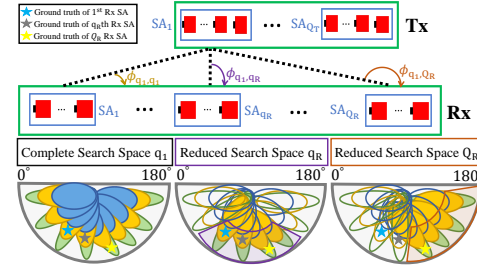 Ground truth of 1st Rx SA
Ground truth of qRth Rx SA
Ground truth of QR Rx SA
SA1 ... SAQT Tx
ϕq1,q1 ϕq1,qR ϕq1,QR
SA1 ... SAqR ... SAQR Rx
Complete Search Space q1
Reduced Search Space qR
Reduced Search Space QR
0° 180° 0° 180° 0° 180°